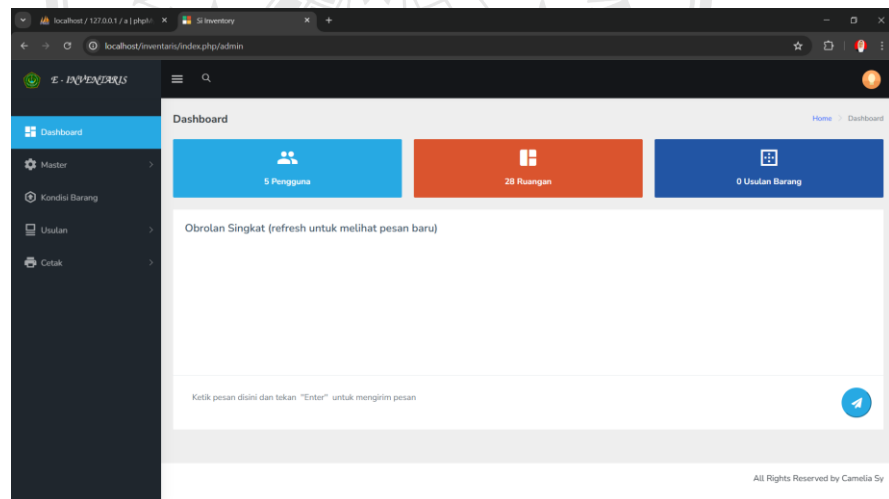 localhost / 127.0.0.1 / a | phpM
Si Inventory
localhost/inventaris/index.php/admin
E - INVENTARIS
Dashboard
Home > Dashboard
Dashboard
Master
Kondisi Barang
Usulan
Cetak
5 Pengguna
28 Ruangan
0 Usulan Barang
Obrolan Singkat (refresh untuk melihat pesan baru)
Ketik pesan disini dan tekan "Enter" untuk mengirim pesan
All Rights Reserved by Camelia Sy